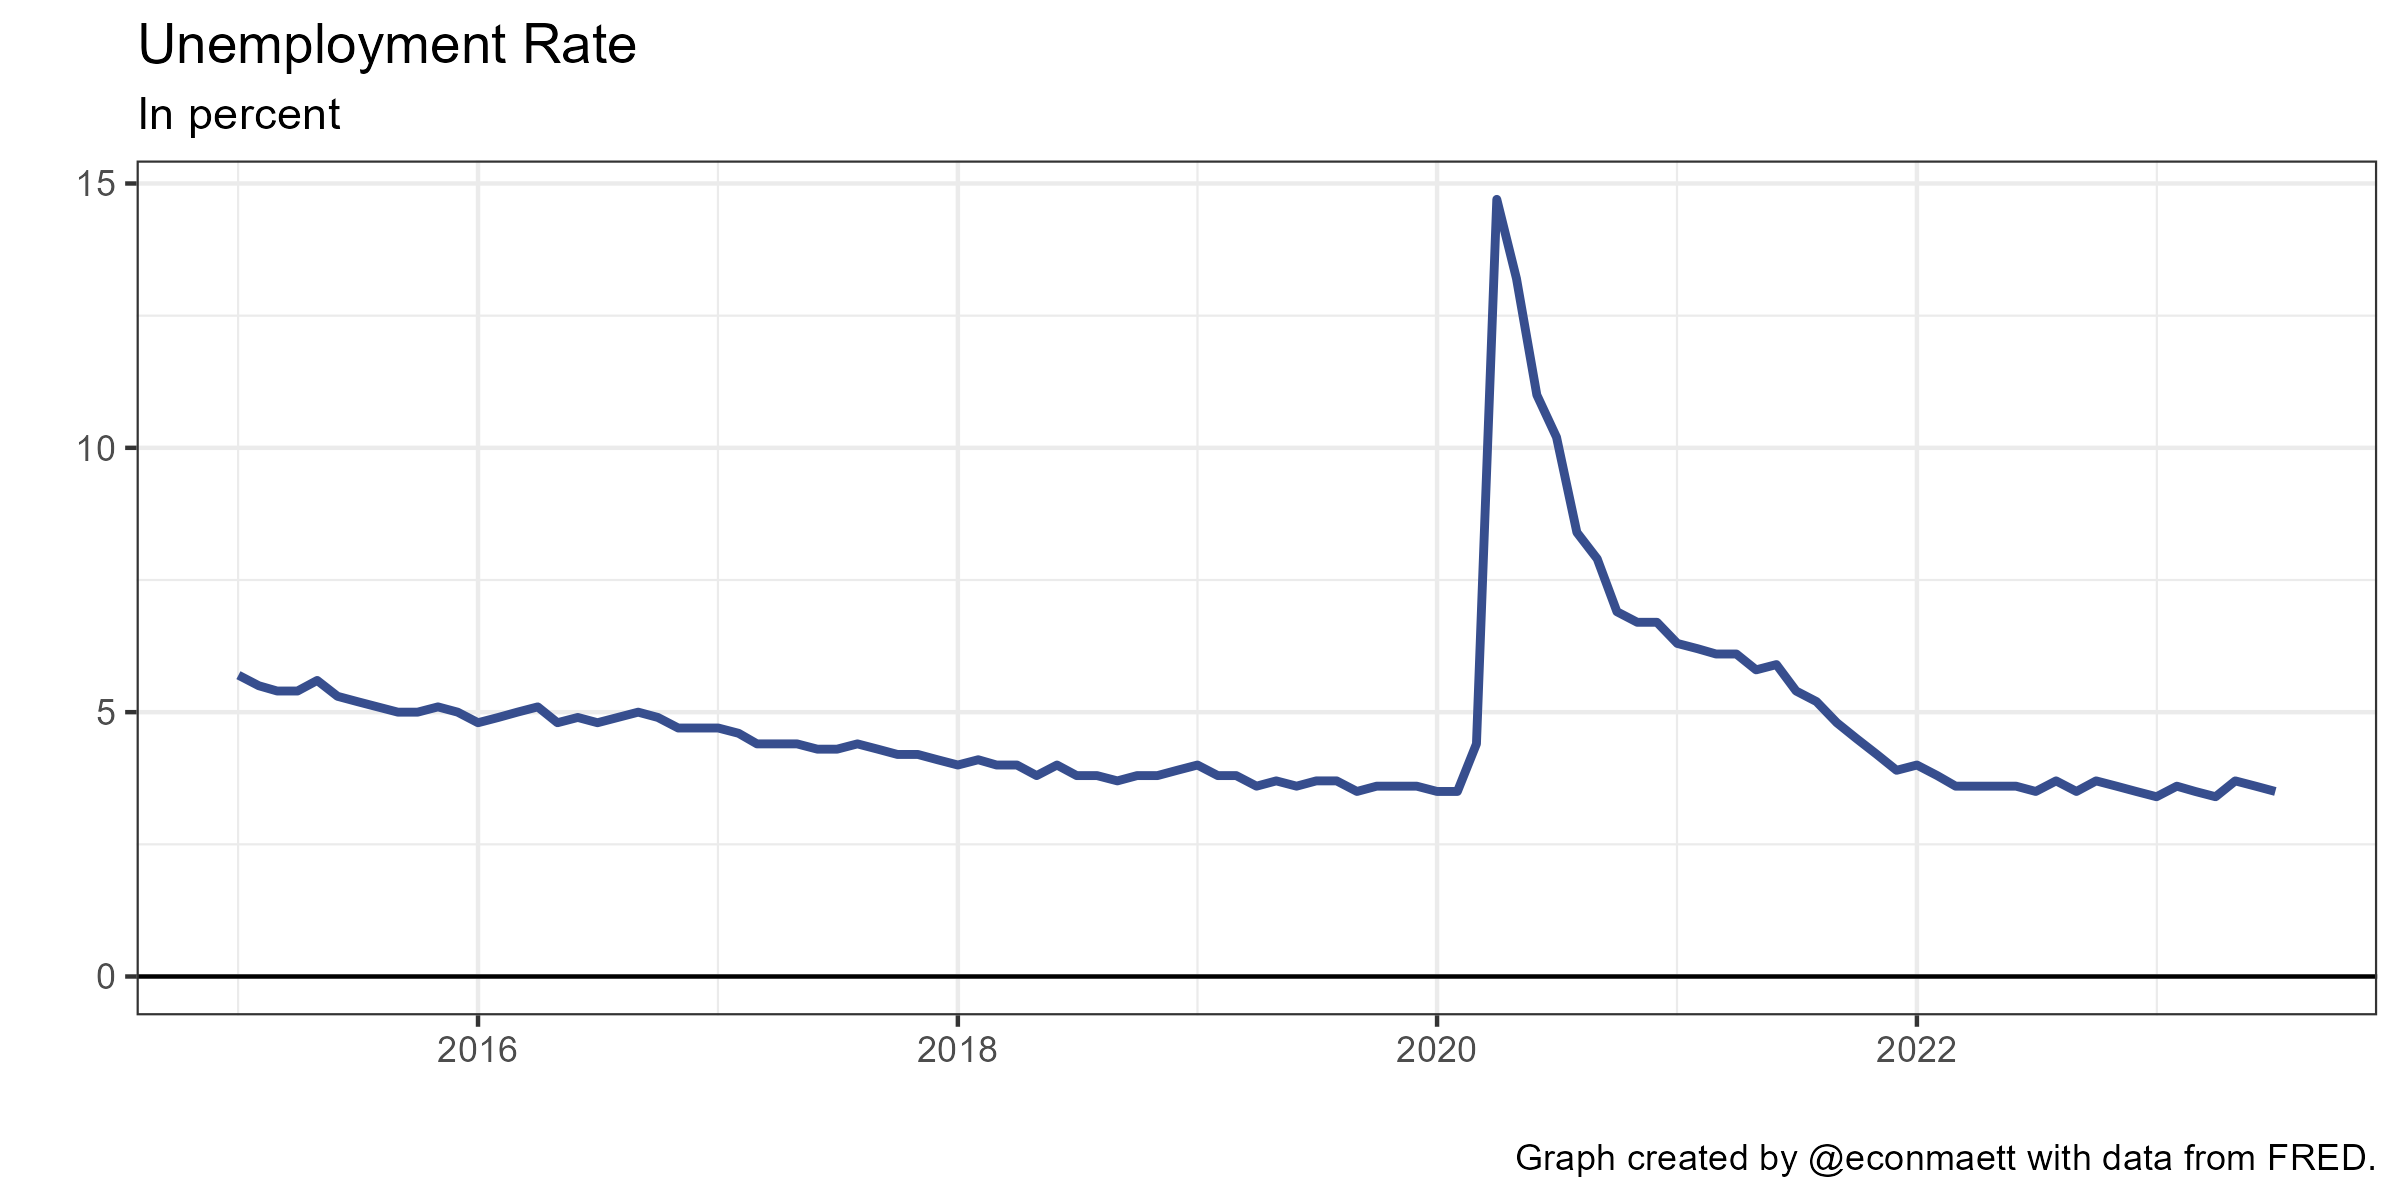 Unemployment Rate
In percent
15
10
5
0
2016 2018 2020 2022
Graph created by @econmaett with data from FRED.